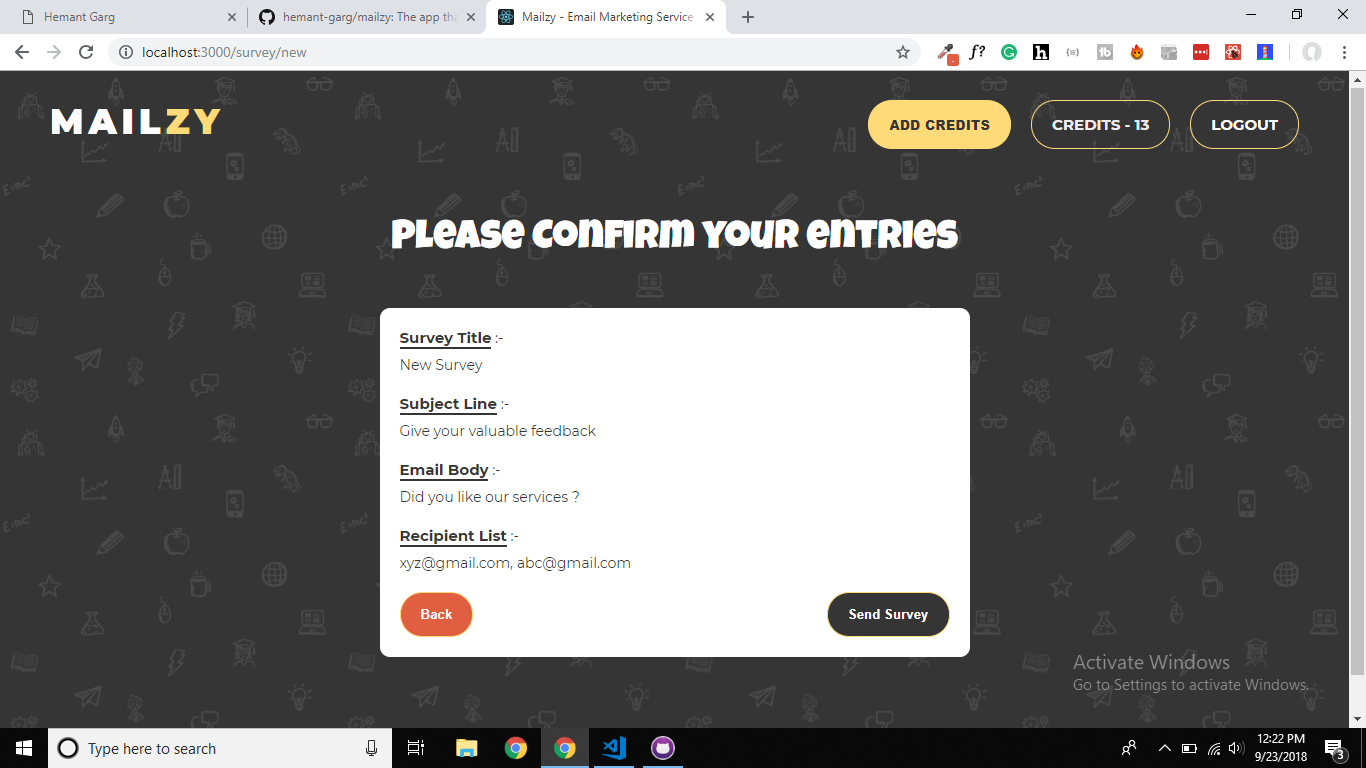 Hemant Garg
hemant-garg/mailzy: The app tha
Mailzy - Email Marketing Service
localhost:3000/survey/new
f?
h
MAILZY
ADD CREDITS
CREDITS - 13
LOGOUT
Please confirm your entries
Survey Title :-
New Survey
Subject Line :-
Give your valuable feedback
Email Body :-
Did you like our services ?
Recipient List :-
xyz@gmail.com, abc@gmail.com
Back
Send Survey
Activate Windows
Go to Settings to activate Windows.
Type here to search
12:22 PM
9/23/2018
3